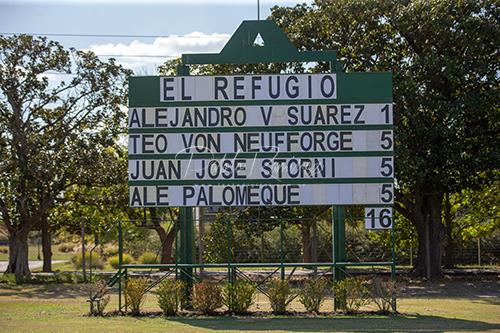 EL REFUGIO
ALEJANDRO V SUAREZ 1
TEO VON NEUFFORGE 5
JUAN JOSE STORNI 5
ALE PALOMEQUE 5
16